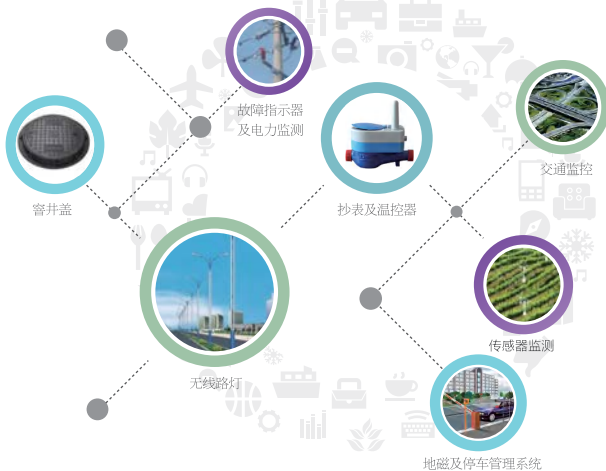 故障指示器
及电力监测
窨井盖
抄表及温控器
交通监控
传感器监测
无线路灯
地磁及停车管理系统